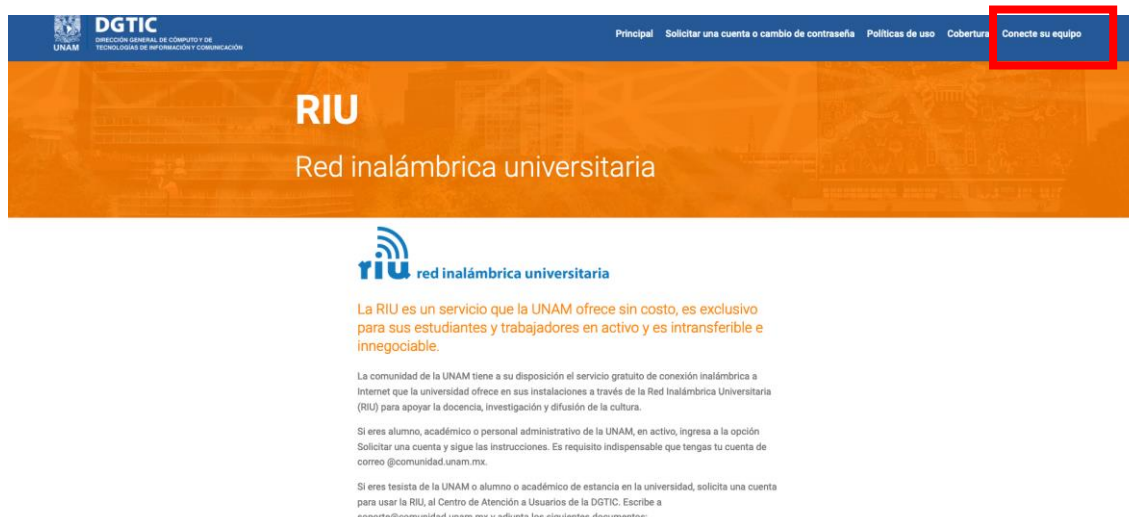 UNAM
DGTIC
DIRECCIÓN GENERAL DE CÓMPUTO Y DE
TECNOLOGÍAS DE INFORMACIÓN Y COMUNICACIÓN
Principal Solicitar una cuenta o cambio de contraseña Políticas de uso Cobertura Conecte su equipo
RIU
Red inalámbrica universitaria
riu red inalámbrica universitaria
La RIU es un servicio que la UNAM ofrece sin costo, es exclusivo
para sus estudiantes y trabajadores en activo y es intransferible e
innegociable.
La comunidad de la UNAM tiene a su disposición el servicio gratuito de conexión inalámbrica a
Internet que la universidad ofrece en sus instalaciones a través de la Red Inalámbrica Universitaria
(RIU) para apoyar la docencia, investigación y difusión de la cultura.
Si eres alumno, académico o personal administrativo de la UNAM, en activo, ingresa a la opción
Solicitar una cuenta y sigue las instrucciones. Es requisito indispensable que tengas tu cuenta de
correo @comunidad.unam.mx.
Si eres tesista de la UNAM o alumno o académico de estancia en la universidad, solicita una cuenta
para usar la RIU, al Centro de Atención a Usuarios de la DGTIC. Escribe a
soporte@comunidad.unam.mx y adjunta los siguientes documentos: